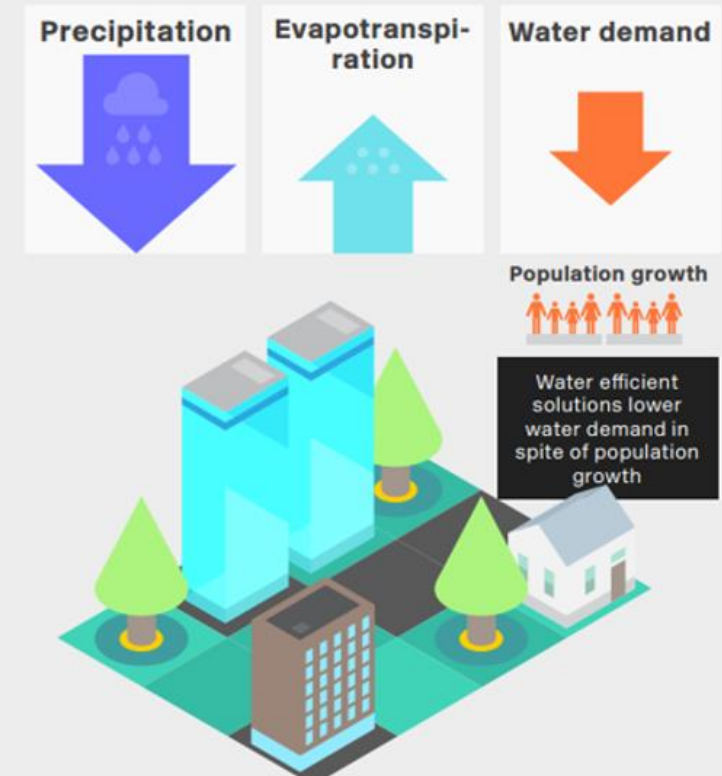 Precipitation
Evapotranspi-
ration
Water demand
Population growth
Water efficient
solutions lower
water demand in
spite of population
growth